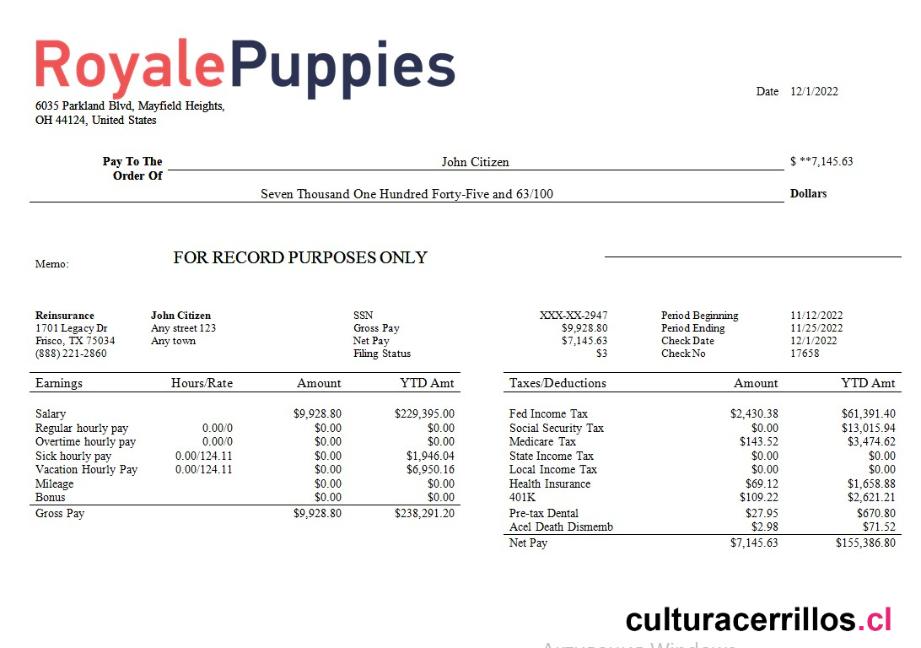 RoyalePuppies
6035 Parkland Blvd, Mayfield Heights,
OH 44124, United States
Date 12/1/2022
Pay To The
Order Of
John Citizen
$ **7,145.63
Seven Thousand One Hundred Forty-Five and 63/100
Dollars
Memo:
FOR RECORD PURPOSES ONLY
Reinsurance John Citizen SSN XXX-XX-2947 Period Beginning 11/12/2022
1701 Legacy Dr Any street 123 Gross Pay $9,928.80 Period Ending 11/25/2022
Frisco, TX 75034 Any town Net Pay $7,145.63 Check Date 12/1/2022
(888) 221-2860 Filing Status $3 Check No 17658
Earnings Hours/Rate Amount YTD Amt
Salary $9,928.80 $229,395.00
Regular hourly pay 0.00/0 $0.00 $0.00
Overtime hourly pay 0.00/0 $0.00 $0.00
Sick hourly pay 0.00/124.11 $0.00 $1,946.04
Vacation Hourly Pay 0.00/124.11 $0.00 $6,950.16
Mileage $0.00 $0.00
Bonus $0.00 $0.00
Gross Pay $9,928.80 $238,291.20
Taxes/Deductions Amount YTD Amt
Fed Income Tax $2,430.38 $61,391.40
Social Security Tax $0.00 $13,015.94
Medicare Tax $143.52 $3,474.62
State Income Tax $0.00 $0.00
Local Income Tax $0.00 $0.00
Health Insurance $69.12 $1,658.88
401K $109.22 $2,621.21
Pre-tax Dental $27.95 $670.80
Acel Death Dismemb $2.98 $71.52
Net Pay $7,145.63 $155,386.80
culturacerrillos.cl